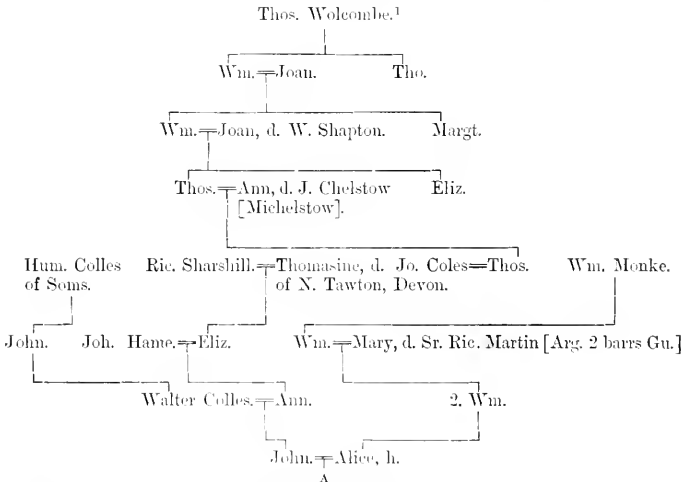 Thos. Wolcombe.¹
Wm. Joan. Tho.
Wm. Joan, d. W. Shapton. Margt.
Thos. Ann, d. J. Chelstow Eliz.
[Michelstow].
Hum. Colles Ric. Sharshill. Thomasine, d. Jo. Coles Thos. Wm. Monke.
of Soms. of N. Tawton, Devon.
John. Joh. Hame. Eliz. Wm. Mary, d. Sr. Ric. Martin [Arg. 2 barrs Gu.]
Walter Colles. Ann. 2. Wm.
John. Alice, h.
A